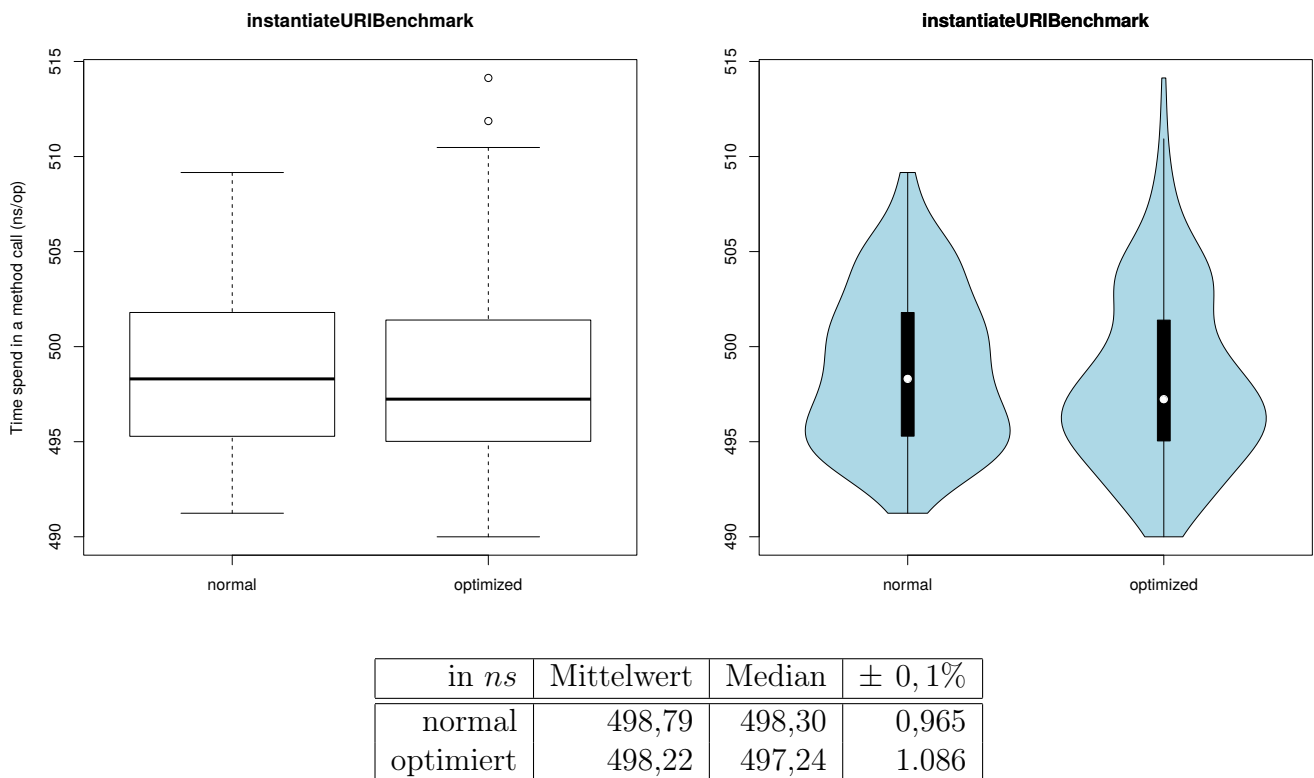 instantiateURIBenchmark
instantiateURIBenchmark
Time spend in a method call (ns/op)
515
510
505
500
495
490
normal
optimized
515
510
505
500
495
490
normal
optimized
in ns Mittelwert Median ± 0, 1%
normal 498,79 498,30 0,965
optimiert 498,22 497,24 1.086